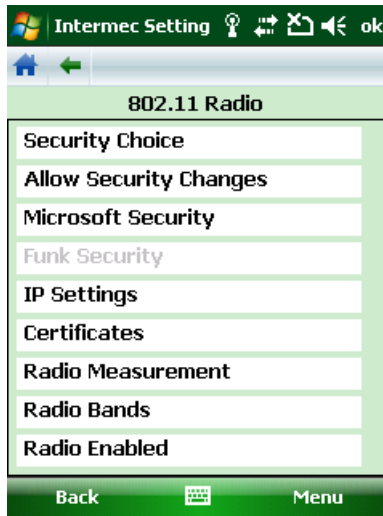 Intermec Setting ok
802.11 Radio
Security Choice
Allow Security Changes
Microsoft Security
Funk Security
IP Settings
Certificates
Radio Measurement
Radio Bands
Radio Enabled
Back Menu